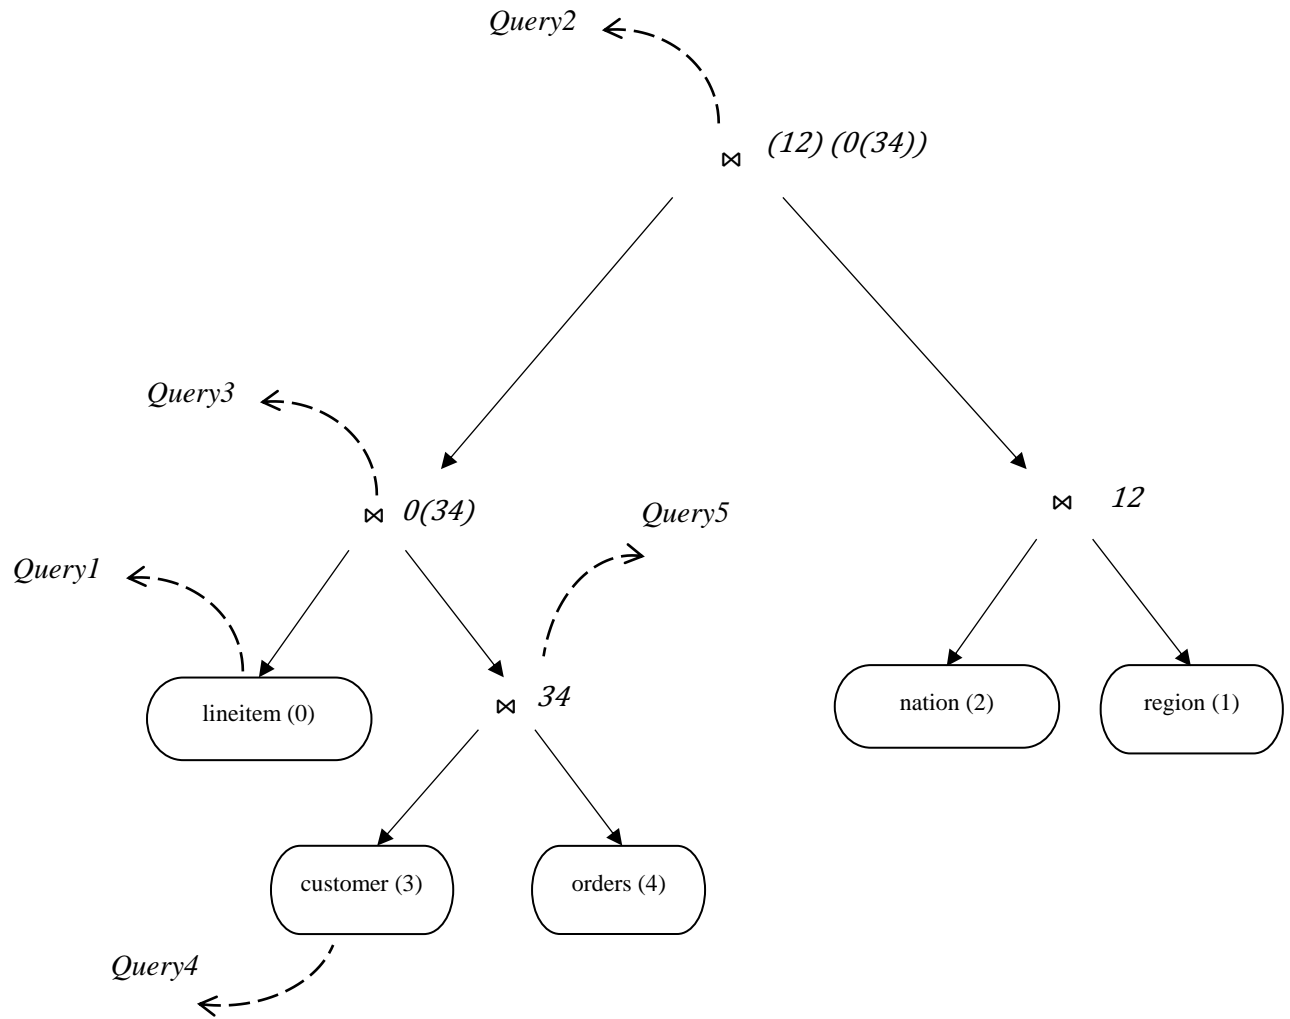 Query2
⋈ (12) (0(34))
Query3
⋈ 0(34)
Query5
⋈ 12
Query1
lineitem (0)
⋈ 34
nation (2)
region (1)
customer (3)
orders (4)
Query4